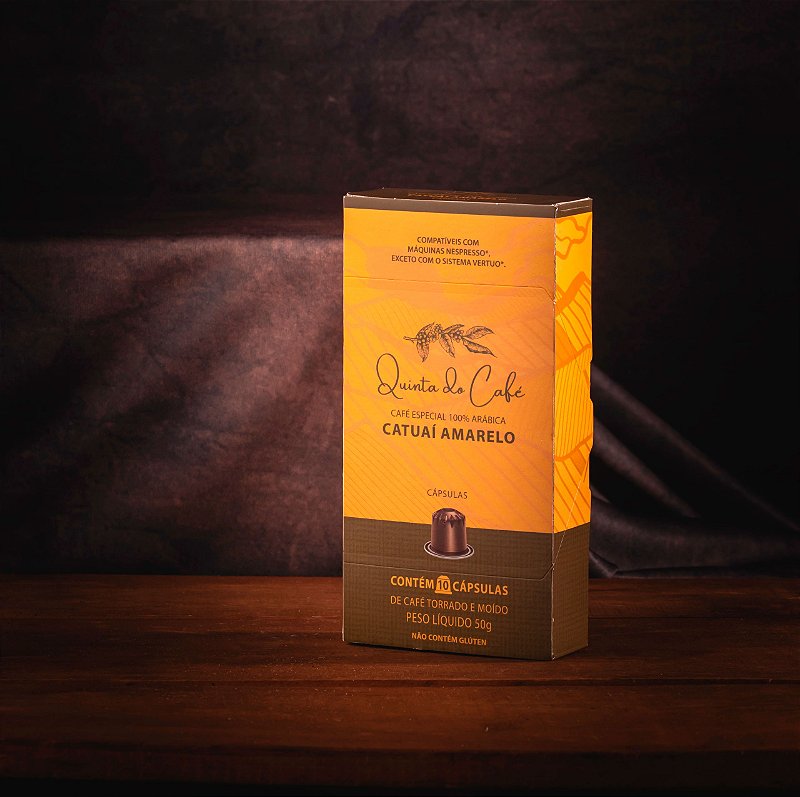 COMPATÍVEIS COM
MÁQUINAS NESPRESSO*,
EXCETO COM O SISTEMA VERTUO*.
Quinta do Café
CAFÉ ESPECIAL 100% ARÁBICA
CATUAÍ AMARELO
CÁPSULAS
CONTÉM 10 CÁPSULAS
DE CAFÉ TORRADO E MOÍDO
PESO LÍQUIDO 50g
NÃO CONTÉM GLÚTEN